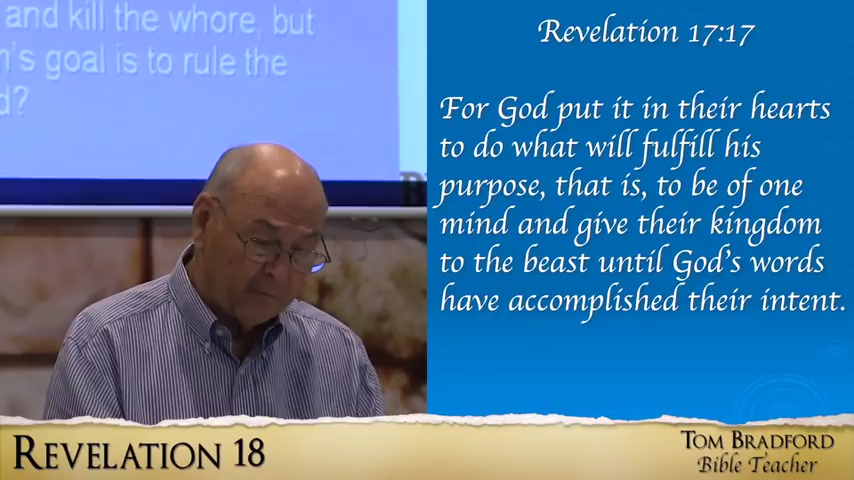 and kill the whore, but
's goal is to rule the
?
Revelation 17:17
For God put it in their hearts
to do what will fulfill his
purpose, that is, to be of one
mind and give their kingdom
to the beast until God's words
have accomplished their intent.
REVELATION 18
TOM BRADFORD
Bible Teacher